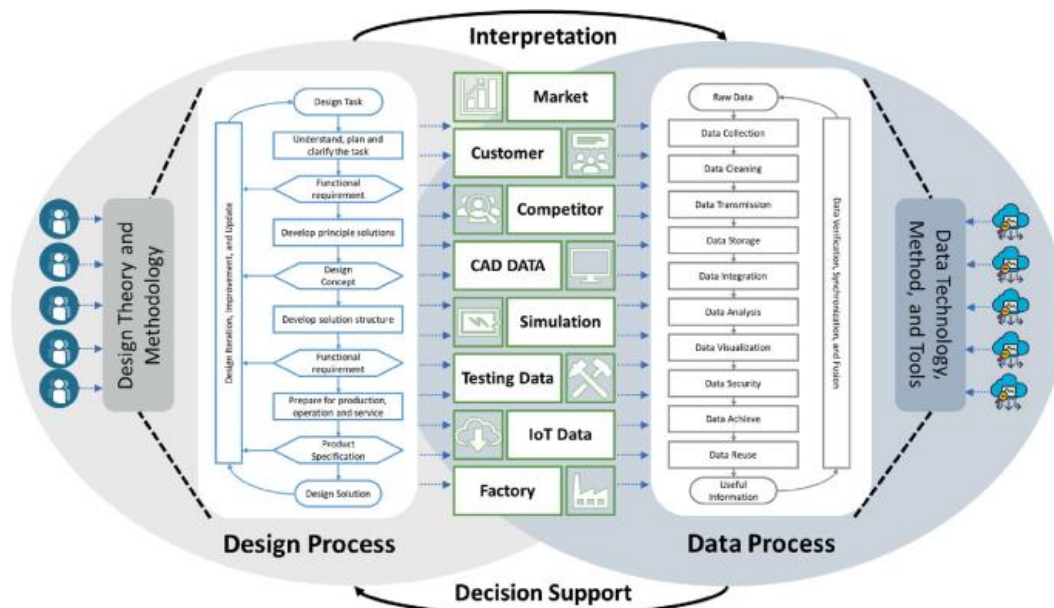 Interpretation
Design Theory and
Methodology
Design Iteration, Improvement, and Update
Design Task
Understand, plan and
clarify the task
Functional
requirement
Develop principle solutions
Design
Concept
Develop solution structure
Functional
requirement
Prepare for production,
operation and service
Product
Specification
Design Solution
Design Process
Market
Customer
Competitor
CAD DATA
Simulation
Testing Data
IoT Data
Factory
Raw Data
Data Collection
Data Cleaning
Data Transmission
Data Storage
Data Integration
Data Analysis
Data Visualization
Data Security
Data Achieve
Data Reuse
Useful
Information
Data Verification, Synchronization, and Fusion
Data Process
Data Technology,
Method, and Tools
Decision Support